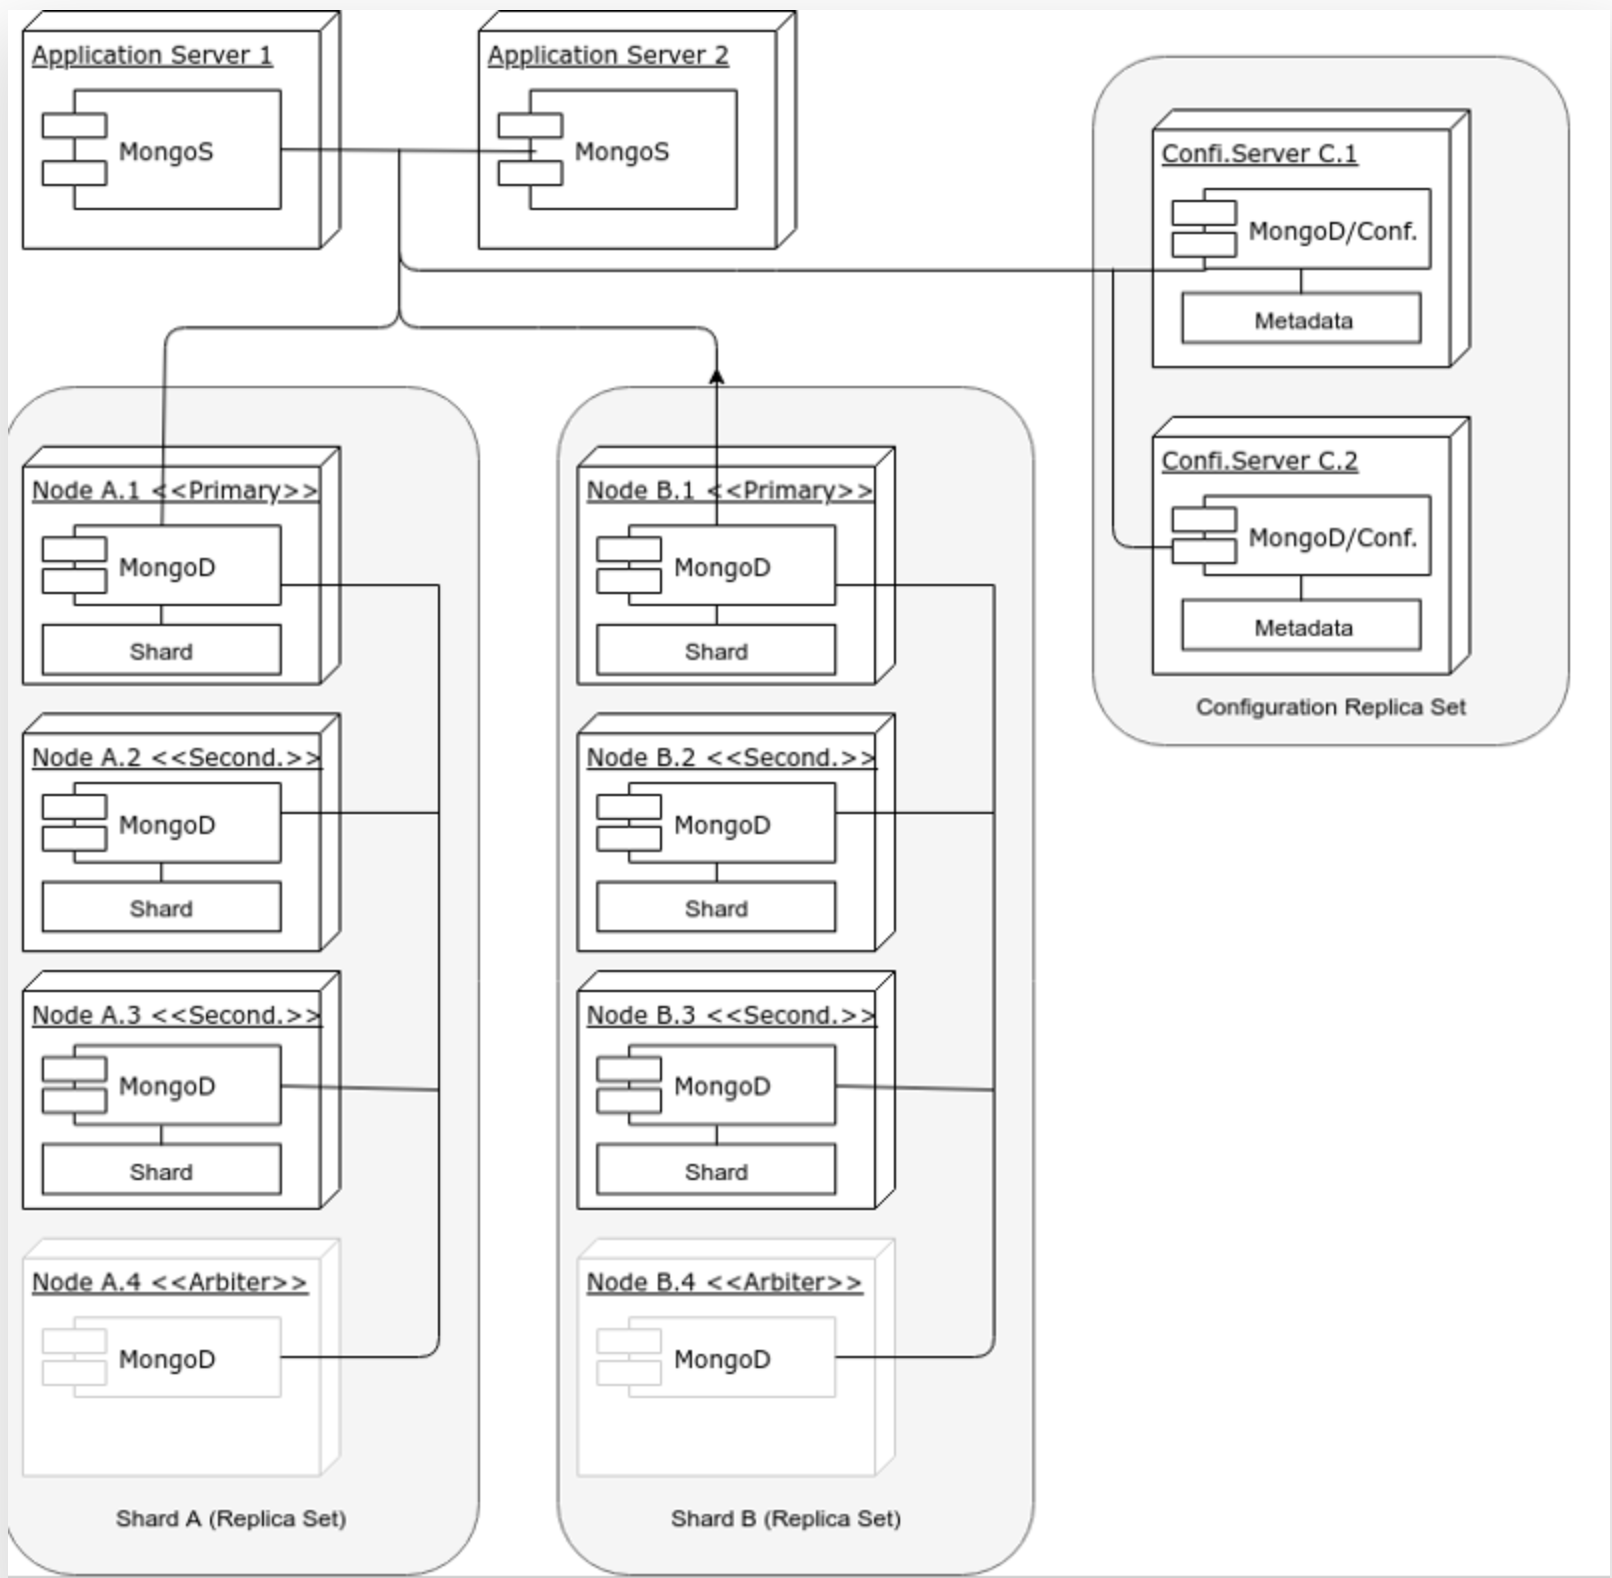 Application Server 1
MongoS
Application Server 2
MongoS
Confi.Server C.1
MongoD/Conf.
Metadata
Confi.Server C.2
MongoD/Conf.
Metadata
Configuration Replica Set
Node A.1 <<Primary>>
MongoD
Shard
Node A.2 <<Second.>>
MongoD
Shard
Node A.3 <<Second.>>
MongoD
Shard
Node A.4 <<Arbiter>>
MongoD
Shard A (Replica Set)
Node B.1 <<Primary>>
MongoD
Shard
Node B.2 <<Second.>>
MongoD
Shard
Node B.3 <<Second.>>
MongoD
Shard
Node B.4 <<Arbiter>>
MongoD
Shard B (Replica Set)